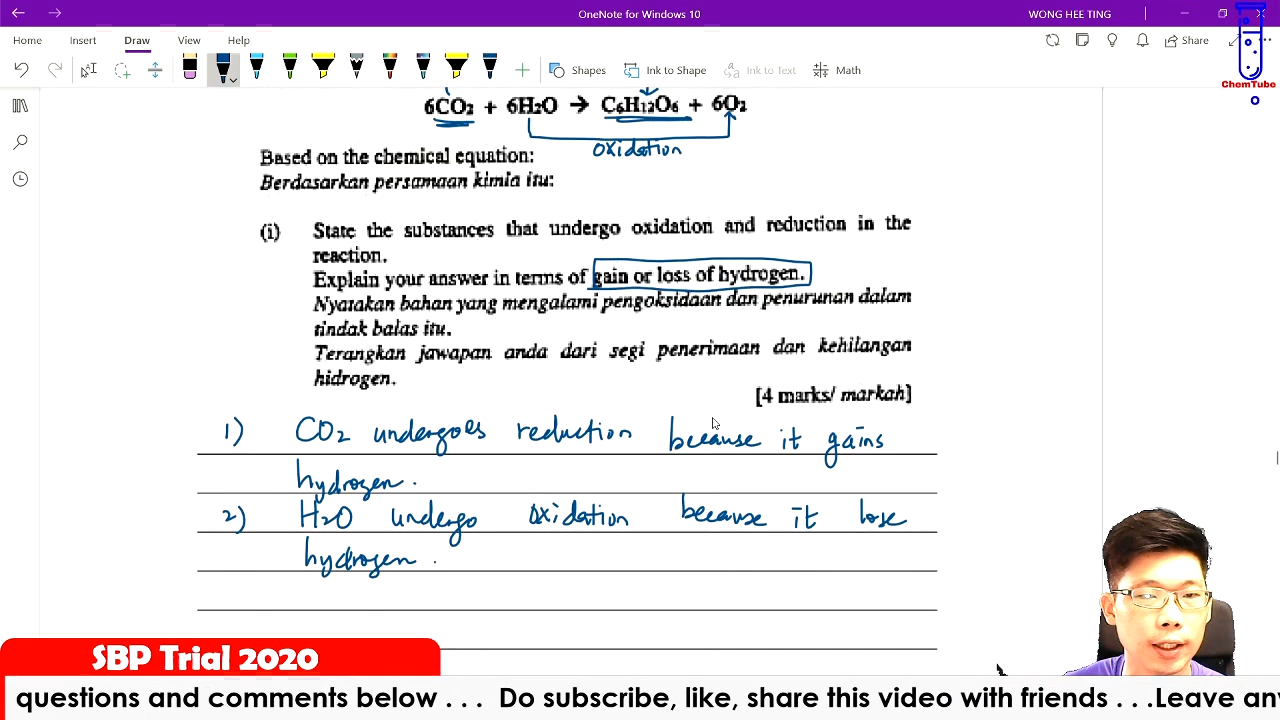 OneNote for Windows 10
WONG HEE TING
Home Insert Draw View Help
Share
Shapes Ink to Shape Ink to Text Math
ChemTube
6CO₂ + 6H₂O → C₆H₁₂O₆ + 6O₂
oxidation
Based on the chemical equation:
Berdasarkan persamaan kimia itu:
(i) State the substances that undergo oxidation and reduction in the
reaction.
Explain your answer in terms of gain or loss of hydrogen.
Nyatakan bahan yang mengalami pengoksidaan dan penurunan dalam
tindak balas itu.
Terangkan jawapan anda dari segi penerimaan dan kehilangan
hidrogen.
[4 marks/ markah]
1) CO₂ undergoes reduction because it gains
hydrogen.
2) H₂O undergo oxidation because it lose
hydrogen.
SBP Trial 2020
questions and comments below . . . Do subscribe, like, share this video with friends . . .Leave any